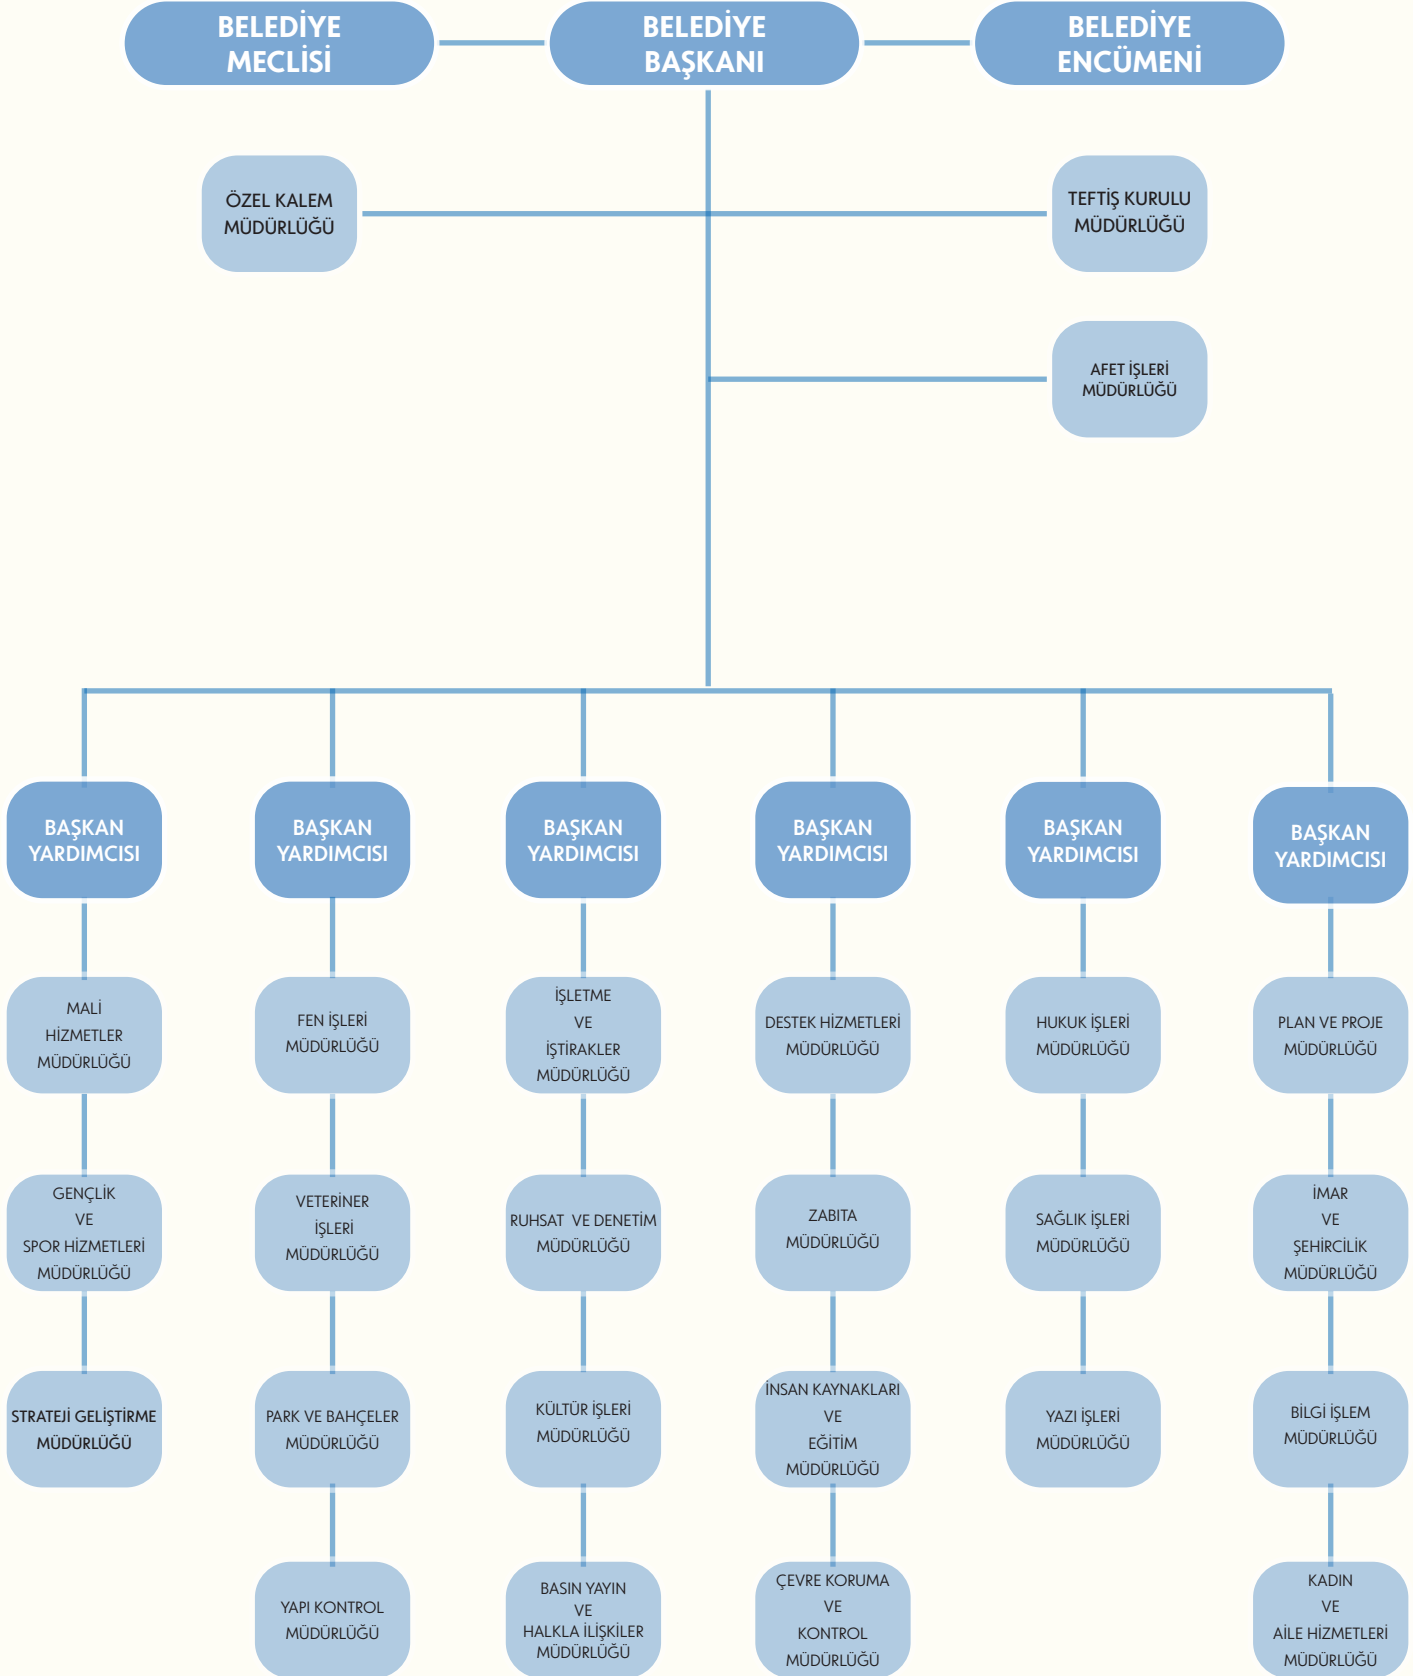 BELEDİYE
MECLİSİ
BELEDİYE
BAŞKANI
BELEDİYE
ENCÜMENİ
ÖZEL KALEM
MÜDÜRLÜĞÜ
TEFTİŞ KURULU
MÜDÜRLÜĞÜ
AFET İŞLERİ
MÜDÜRLÜĞÜ
BAŞKAN
YARDIMCISI
BAŞKAN
YARDIMCISI
BAŞKAN
YARDIMCISI
BAŞKAN
YARDIMCISI
BAŞKAN
YARDIMCISI
BAŞKAN
YARDIMCISI
MALİ
HİZMETLER
MÜDÜRLÜĞÜ
FEN İŞLERİ
MÜDÜRLÜĞÜ
İŞLETME
VE
İŞTİRAKLER
MÜDÜRLÜĞÜ
DESTEK HİZMETLERİ
MÜDÜRLÜĞÜ
HUKUK İŞLERİ
MÜDÜRLÜĞÜ
PLAN VE PROJE
MÜDÜRLÜĞÜ
GENÇLİK
VE
SPOR HİZMETLERİ
MÜDÜRLÜĞÜ
VETERİNER
İŞLERİ
MÜDÜRLÜĞÜ
RUHSAT VE DENETİM
MÜDÜRLÜĞÜ
ZABITA
MÜDÜRLÜĞÜ
SAĞLIK İŞLERİ
MÜDÜRLÜĞÜ
İMAR
VE
ŞEHİRCİLİK
MÜDÜRLÜĞÜ
STRATEJİ GELİŞTİRME
MÜDÜRLÜĞÜ
PARK VE BAHÇELER
MÜDÜRLÜĞÜ
KÜLTÜR İŞLERİ
MÜDÜRLÜĞÜ
İNSAN KAYNAKLARI
VE
EĞİTİM
MÜDÜRLÜĞÜ
YAZI İŞLERİ
MÜDÜRLÜĞÜ
BİLGİ İŞLEM
MÜDÜRLÜĞÜ
YAPI KONTROL
MÜDÜRLÜĞÜ
BASIN YAYIN
VE
HALKLA İLİŞKİLER
MÜDÜRLÜĞÜ
ÇEVRE KORUMA
VE
KONTROL
MÜDÜRLÜĞÜ
KADIN
VE
AİLE HİZMETLERİ
MÜDÜRLÜĞÜ